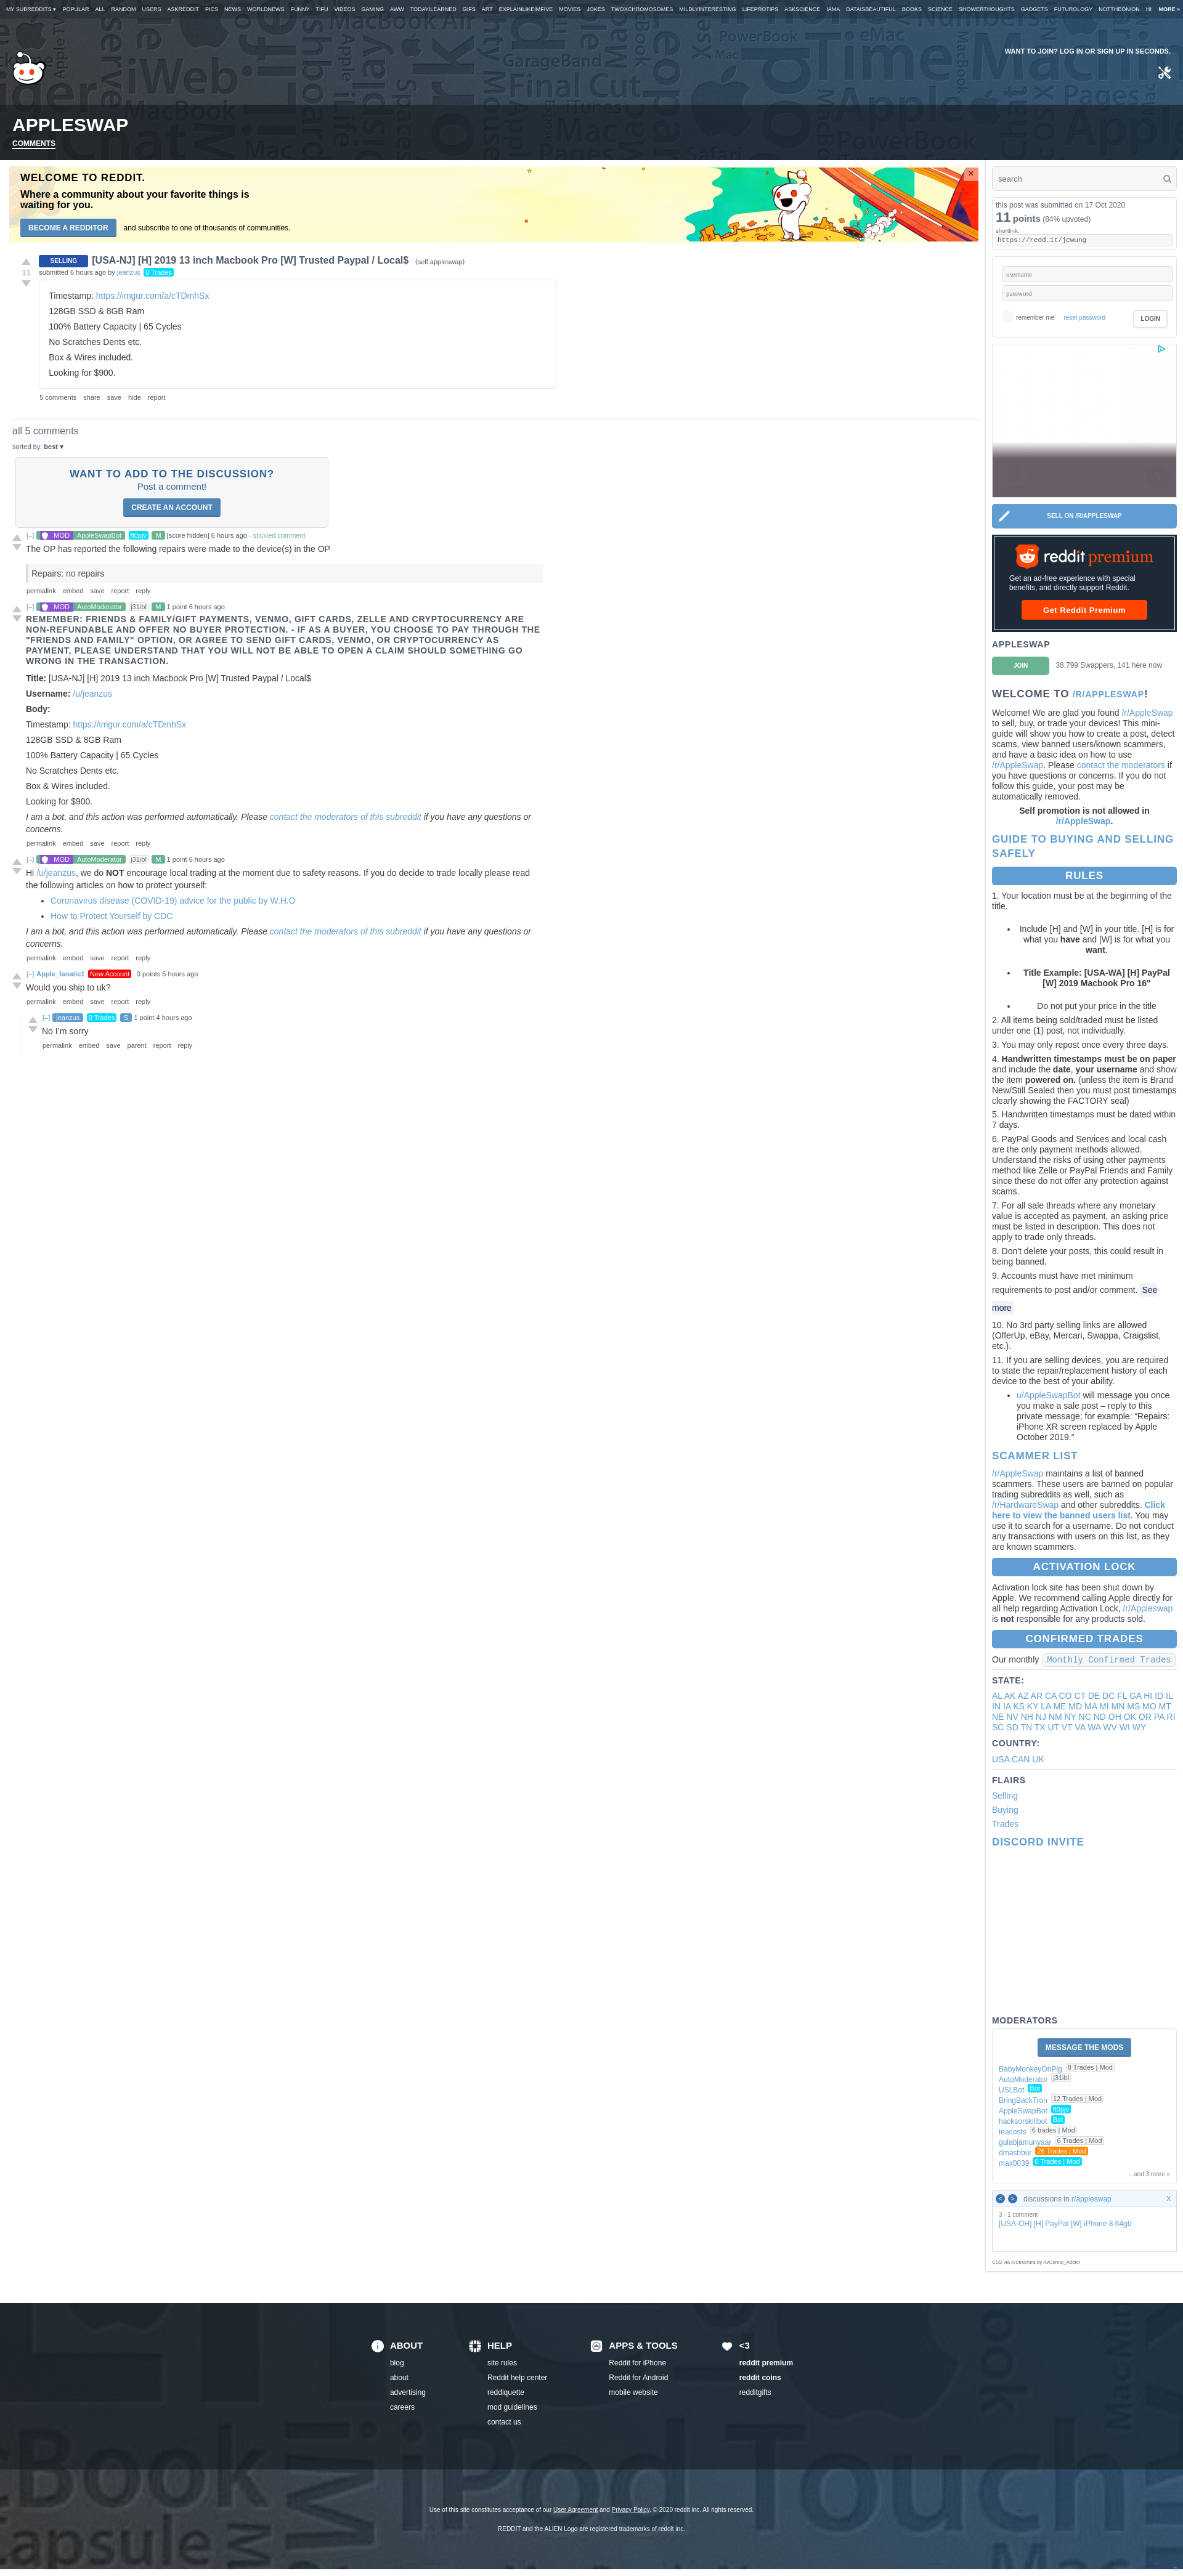 MY SUBREDDITS ▾ POPULAR ALL RANDOM USERS ASKREDDIT PICS NEWS WORLDNEWS FUNNY TIFU VIDEOS GAMING AWW TODAYILEARNED GIFS ART EXPLAINLIKEIMFIVE MOVIES JOKES TWOXCHROMOSOMES MILDLYINTERESTING LIFEPROTIPS ASKSCIENCE IAMA DATAISBEAUTIFUL BOOKS SCIENCE SHOWERTHOUGHTS GADGETS FUTUROLOGY NOTTHEONION HI MORE »
WANT TO JOIN? LOG IN OR SIGN UP IN SECONDS.
APPLESWAP
COMMENTS
WELCOME TO REDDIT.
Where a community about your favorite things is
waiting for you.
BECOME A REDDITOR and subscribe to one of thousands of communities.
×
SELLING [USA-NJ] [H] 2019 13 inch Macbook Pro [W] Trusted Paypal / Local$ (self.appleswap)
11
submitted 6 hours ago by jeanzus 0 Trades
Timestamp: https://imgur.com/a/cTDmhSx
128GB SSD & 8GB Ram
100% Battery Capacity | 65 Cycles
No Scratches Dents etc.
Box & Wires included.
Looking for $900.
5 comments share save hide report
all 5 comments
sorted by: best ▾
WANT TO ADD TO THE DISCUSSION?
Post a comment!
CREATE AN ACCOUNT
[–] MOD AppleSwapBot ft0pjv M [score hidden] 6 hours ago - stickied comment
The OP has reported the following repairs were made to the device(s) in the OP
Repairs: no repairs
permalink embed save report reply
[–] MOD AutoModerator j31ibl M 1 point 6 hours ago
REMEMBER: FRIENDS & FAMILY/GIFT PAYMENTS, VENMO, GIFT CARDS, ZELLE AND CRYPTOCURRENCY ARE
NON-REFUNDABLE AND OFFER NO BUYER PROTECTION. - IF AS A BUYER, YOU CHOOSE TO PAY THROUGH THE
"FRIENDS AND FAMILY" OPTION, OR AGREE TO SEND GIFT CARDS, VENMO, OR CRYPTOCURRENCY AS
PAYMENT, PLEASE UNDERSTAND THAT YOU WILL NOT BE ABLE TO OPEN A CLAIM SHOULD SOMETHING GO
WRONG IN THE TRANSACTION.
Title: [USA-NJ] [H] 2019 13 inch Macbook Pro [W] Trusted Paypal / Local$
Username: /u/jeanzus
Body:
Timestamp: https://imgur.com/a/cTDmhSx
128GB SSD & 8GB Ram
100% Battery Capacity | 65 Cycles
No Scratches Dents etc.
Box & Wires included.
Looking for $900.
I am a bot, and this action was performed automatically. Please contact the moderators of this subreddit if you have any questions or
concerns.
permalink embed save report reply
[–] MOD AutoModerator j31ibl M 1 point 6 hours ago
Hi /u/jeanzus, we do NOT encourage local trading at the moment due to safety reasons. If you do decide to trade locally please read
the following articles on how to protect yourself:
• Coronavirus disease (COVID-19) advice for the public by W.H.O
• How to Protect Yourself by CDC
I am a bot, and this action was performed automatically. Please contact the moderators of this subreddit if you have any questions or
concerns.
permalink embed save report reply
[–] Apple_fanatic1 New Account 0 points 5 hours ago
Would you ship to uk?
permalink embed save report reply
[–] jeanzus 0 Trades S 1 point 4 hours ago
No I'm sorry
permalink embed save parent report reply
search
this post was submitted on 17 Oct 2020
11 points (84% upvoted)
shortlink:
https://redd.it/jcwung
username
password
remember me reset password LOGIN
SELL ON /R/APPLESWAP
reddit premium
Get an ad-free experience with special
benefits, and directly support Reddit.
Get Reddit Premium
APPLESWAP
JOIN 38,799 Swappers, 141 here now
WELCOME TO /R/APPLESWAP!
Welcome! We are glad you found /r/AppleSwap
to sell, buy, or trade your devices! This mini-
guide will show you how to create a post, detect
scams, view banned users/known scammers,
and have a basic idea on how to use
/r/AppleSwap. Please contact the moderators if
you have questions or concerns. If you do not
follow this guide, your post may be
automatically removed.
Self promotion is not allowed in
/r/AppleSwap.
GUIDE TO BUYING AND SELLING
SAFELY
RULES
1. Your location must be at the beginning of the
title.
• Include [H] and [W] in your title. [H] is for
what you have and [W] is for what you
want.
• Title Example: [USA-WA] [H] PayPal
[W] 2019 Macbook Pro 16"
• Do not put your price in the title
2. All items being sold/traded must be listed
under one (1) post, not individually.
3. You may only repost once every three days.
4. Handwritten timestamps must be on paper
and include the date, your username and show
the item powered on. (unless the item is Brand
New/Still Sealed then you must post timestamps
clearly showing the FACTORY seal)
5. Handwritten timestamps must be dated within
7 days.
6. PayPal Goods and Services and local cash
are the only payment methods allowed.
Understand the risks of using other payments
method like Zelle or PayPal Friends and Family
since these do not offer any protection against
scams.
7. For all sale threads where any monetary
value is accepted as payment, an asking price
must be listed in description. This does not
apply to trade only threads.
8. Don't delete your posts, this could result in
being banned.
9. Accounts must have met minimum
requirements to post and/or comment. See
more
10. No 3rd party selling links are allowed
(OfferUp, eBay, Mercari, Swappa, Craigslist,
etc.).
11. If you are selling devices, you are required
to state the repair/replacement history of each
device to the best of your ability.
• u/AppleSwapBot will message you once
you make a sale post – reply to this
private message; for example: "Repairs:
iPhone XR screen replaced by Apple
October 2019."
SCAMMER LIST
/r/AppleSwap maintains a list of banned
scammers. These users are banned on popular
trading subreddits as well, such as
/r/HardwareSwap and other subreddits. Click
here to view the banned users list. You may
use it to search for a username. Do not conduct
any transactions with users on this list, as they
are known scammers.
ACTIVATION LOCK
Activation lock site has been shut down by
Apple. We recommend calling Apple directly for
all help regarding Activation Lock, /r/Appleswap
is not responsible for any products sold.
CONFIRMED TRADES
Our monthly Monthly Confirmed Trades
STATE:
AL AK AZ AR CA CO CT DE DC FL GA HI ID IL
IN IA KS KY LA ME MD MA MI MN MS MO MT
NE NV NH NJ NM NY NC ND OH OK OR PA RI
SC SD TN TX UT VT VA WA WV WI WY
COUNTRY:
USA CAN UK
FLAIRS
Selling
Buying
Trades
DISCORD INVITE
MODERATORS
MESSAGE THE MODS
BabyMonkeyOnPig 8 Trades | Mod
AutoModerator j31ibl
USLBot Bot
BringBackTron 12 Trades | Mod
AppleSwapBot ft0pjv
hacksorskillbot Bot
teacosts 6 trades | Mod
gulabjamunyaar 6 Trades | Mod
dmashbur 26 Trades | Mod
max0039 0 Trades | Mod
...and 3 more »
< > discussions in r/appleswap X
3 · 1 comment
[USA-OH] [H] PayPal [W] iPhone 8 64gb
CSS via r/Structura by /u/Cereal_Addict
ABOUT
blog
about
advertising
careers
HELP
site rules
Reddit help center
reddiquette
mod guidelines
contact us
APPS & TOOLS
Reddit for iPhone
Reddit for Android
mobile website
<3
reddit premium
reddit coins
redditgifts
Use of this site constitutes acceptance of our User Agreement and Privacy Policy. © 2020 reddit inc. All rights reserved.
REDDIT and the ALIEN Logo are registered trademarks of reddit inc.